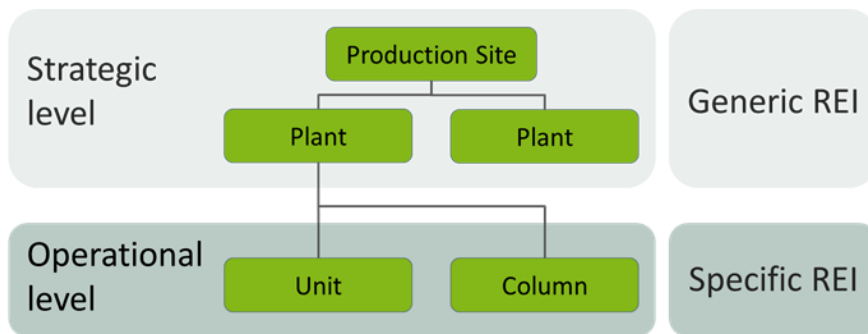 Strategic
level
Production Site
Plant
Plant
Generic REI
Operational
level
Unit
Column
Specific REI